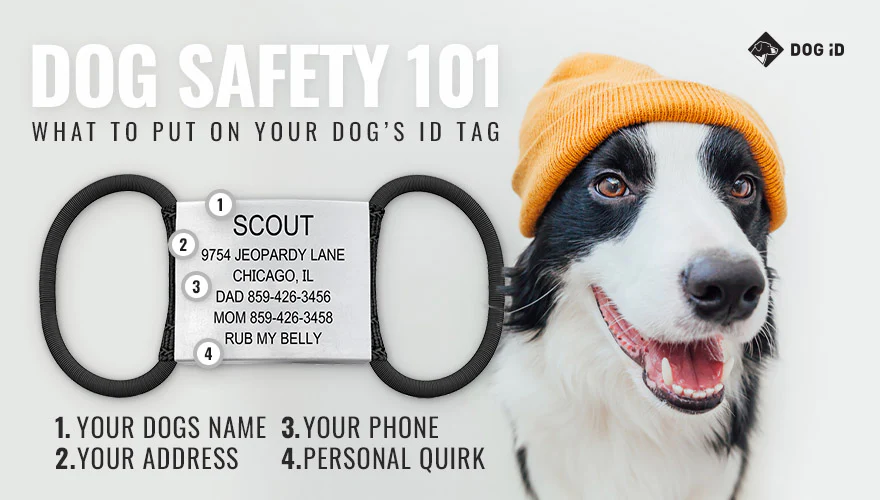 DOG iD
DOG SAFETY 101
WHAT TO PUT ON YOUR DOG'S ID TAG
1
SCOUT
2
9754 JEOPARDY LANE
CHICAGO, IL
3
DAD 859-426-3456
MOM 859-426-3458
RUB MY BELLY
4
1. YOUR DOGS NAME
2. YOUR ADDRESS
3. YOUR PHONE
4. PERSONAL QUIRK